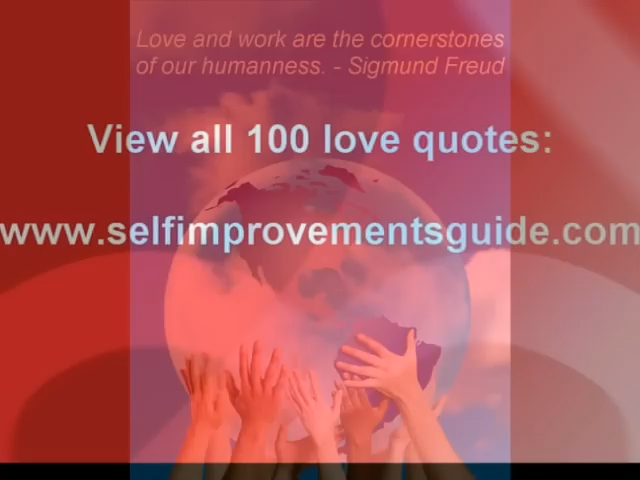 Love and work are the cornerstones
of our humanness. - Sigmund Freud
View all 100 love quotes:
www.selfimprovementsguide.com